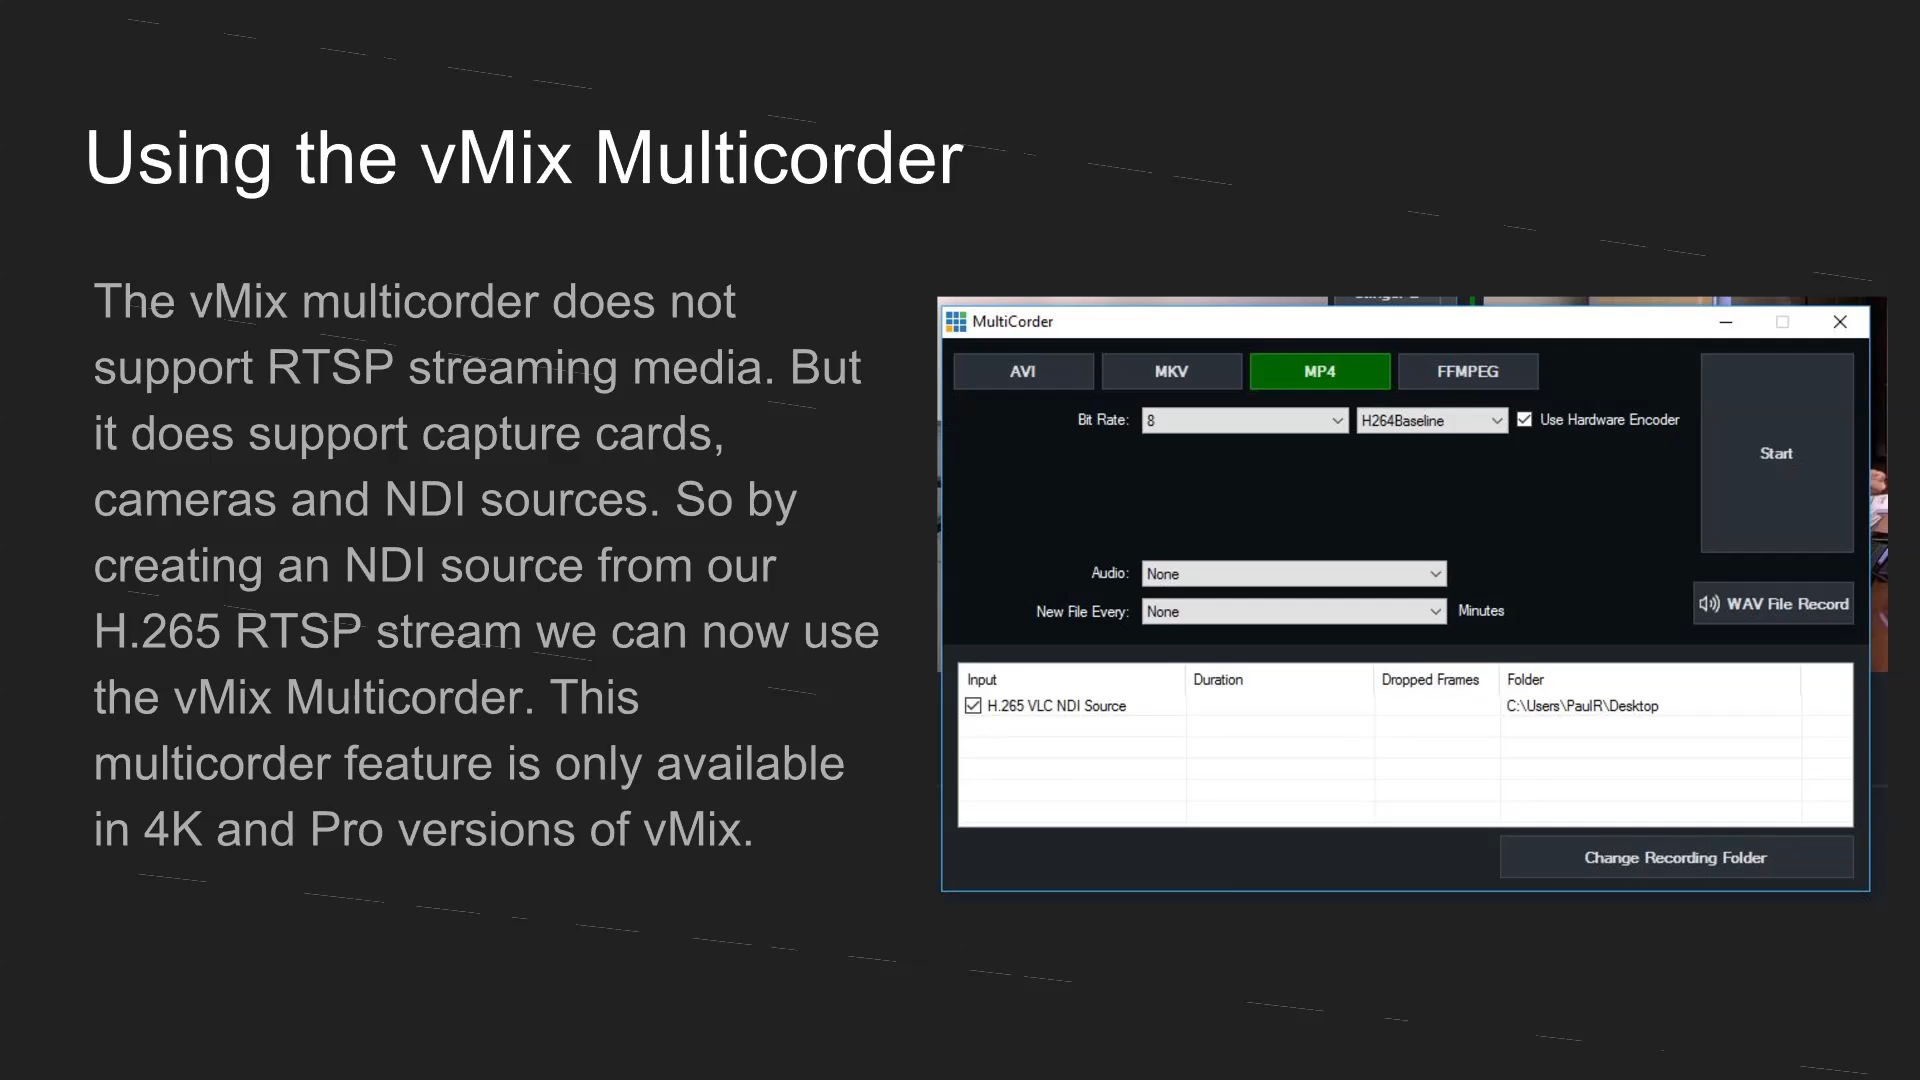 Using the vMix Multicorder
The vMix multicorder does not
support RTSP streaming media. But
it does support capture cards,
cameras and NDI sources. So by
creating an NDI source from our
H.265 RTSP stream we can now use
the vMix Multicorder. This
multicorder feature is only available
in 4K and Pro versions of vMix.
MultiCorder
AVI MKV MP4 FFMPEG
Bit Rate: 8 H264Baseline Use Hardware Encoder
Start
Audio: None
New File Every: None Minutes
WAV File Record
Input Duration Dropped Frames Folder
H.265 VLC NDI Source C:\Users\PaulR\Desktop
Change Recording Folder